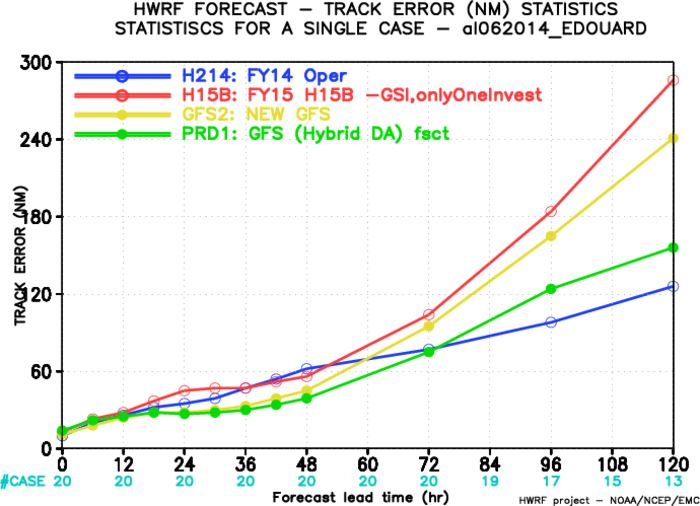 HWRF FORECAST – TRACK ERROR (NM) STATISTICS
STATISTISCS FOR A SINGLE CASE – al062014_EDOUARD
H214: FY14 Oper
H15B: FY15 H15B –GSI,onlyOneInvest
GFS2: NEW GFS
PRD1: GFS (Hybrid DA) fsct
TRACK ERROR (NM)
300
240
180
120
60
0
0 12 24 36 48 60 72 84 96 108 120
#CASE 20 20 20 20 20 20 20 19 17 15 13
Forecast lead time (hr)
HWRF project – NOAA/NCEP/EMC